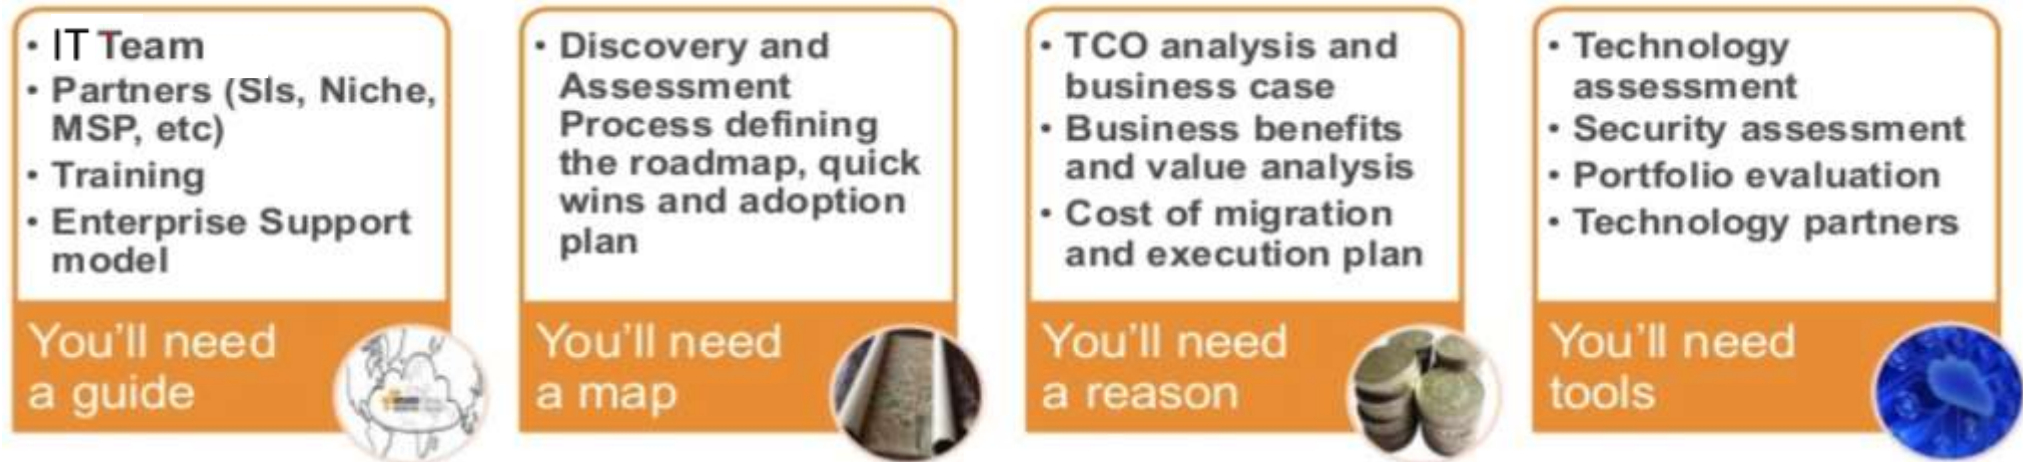 • IT Team
• Partners (SIs, Niche,
MSP, etc)
• Training
• Enterprise Support
model
You'll need
a guide
• Discovery and
Assessment
Process defining
the roadmap, quick
wins and adoption
plan
You'll need
a map
• TCO analysis and
business case
• Business benefits
and value analysis
• Cost of migration
and execution plan
You'll need
a reason
• Technology
assessment
• Security assessment
• Portfolio evaluation
• Technology partners
You'll need
tools